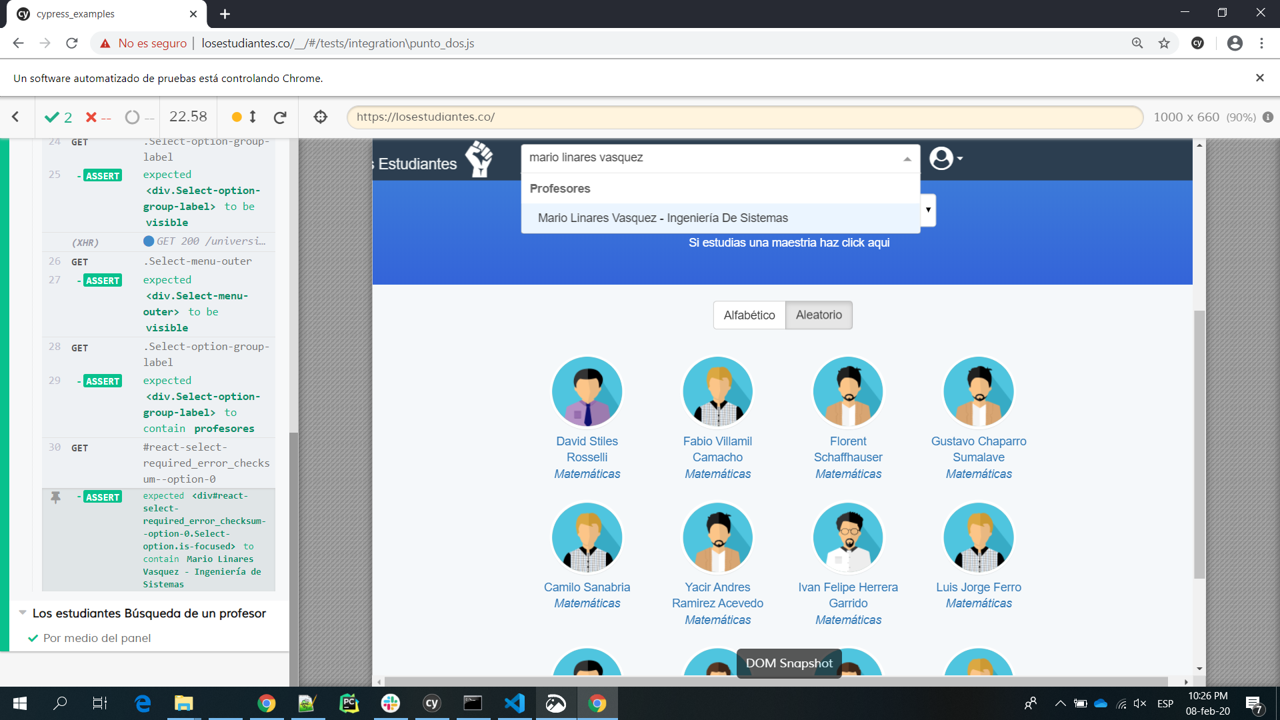 cypress_examples
No es seguro | losestudiantes.co/__/#/tests/integration\punto_dos.js
Un software automatizado de pruebas está controlando Chrome.
2 -- -- 22.58
https://losestudiantes.co/
1000 x 660 (90%)
24 GET .Select-option-group-
label
25 - ASSERT expected
<div.Select-option-
group-label> to be
visible
(XHR) GET 200 /universi...
26 GET .Select-menu-outer
27 - ASSERT expected
<div.Select-menu-
outer> to be
visible
28 GET .Select-option-group-
label
29 - ASSERT expected
<div.Select-option-
group-label> to
contain profesores
30 GET #react-select-
required_error_checks
um--option-0
- ASSERT expected <div#react-
select-
required_error_checksum-
-option-0.Select-
option.is-focused> to
contain Mario Linares
Vasquez - Ingeniería de
Sistemas
Los estudiantes Búsqueda de un profesor
Por medio del panel
s Estudiantes
mario linares vasquez
Profesores
Mario Linares Vasquez - Ingeniería De Sistemas
Si estudias una maestria haz click aqui
Alfabético Aleatorio
David Stiles
Rosselli
Matemáticas
Fabio Villamil
Camacho
Matemáticas
Florent
Schaffhauser
Matemáticas
Gustavo Chaparro
Sumalave
Matemáticas
Camilo Sanabria
Matemáticas
Yacir Andres
Ramirez Acevedo
Matemáticas
Ivan Felipe Herrera
Garrido
Matemáticas
Luis Jorge Ferro
Matemáticas
DOM Snapshot
PC
cy
ESP
10:26 PM
08-feb-20
7